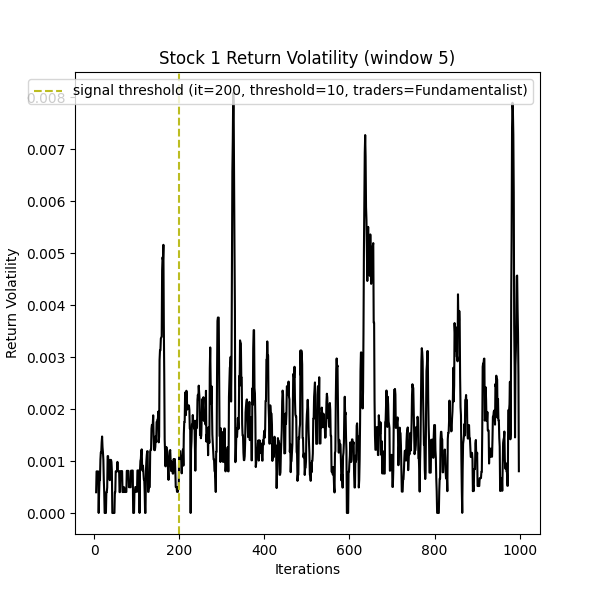 Stock 1 Return Volatility (window 5)
signal threshold (it=200, threshold=10, traders=Fundamentalist)
0.008
0.007
0.006
0.005
0.004
0.003
0.002
0.001
0.000
Return Volatility
0 200 400 600 800 1000
Iterations